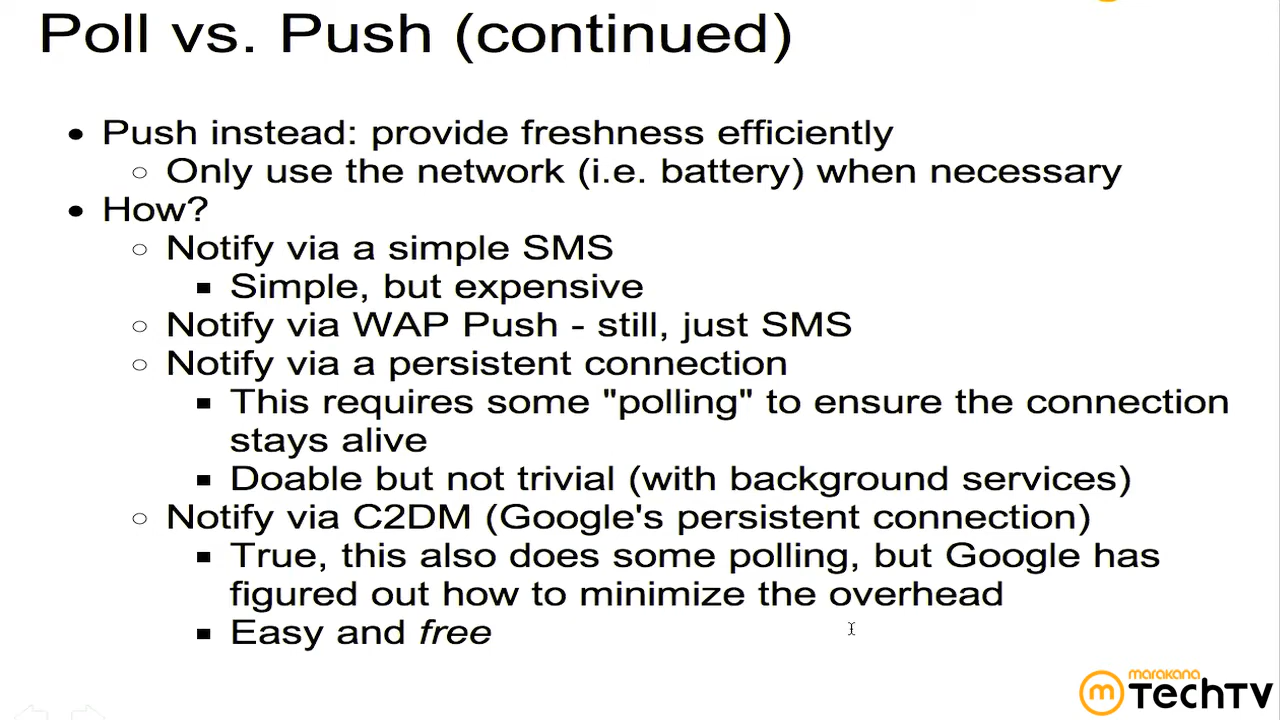 Poll vs. Push (continued)
• Push instead: provide freshness efficiently
○ Only use the network (i.e. battery) when necessary
• How?
○ Notify via a simple SMS
■ Simple, but expensive
○ Notify via WAP Push - still, just SMS
○ Notify via a persistent connection
■ This requires some "polling" to ensure the connection
stays alive
■ Doable but not trivial (with background services)
○ Notify via C2DM (Google's persistent connection)
■ True, this also does some polling, but Google has
figured out how to minimize the overhead
■ Easy and free
marakana
TechTV